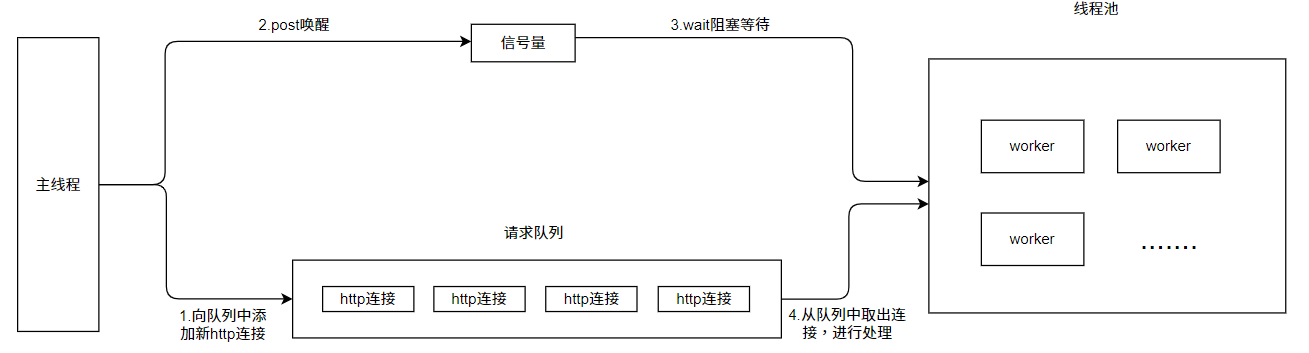 线程池
2.post唤醒
信号量
3.wait阻塞等待
主线程
worker
worker
worker
.......
请求队列
http连接
http连接
http连接
http连接
1.向队列中添
加新http连接
4.从队列中取出连
接，进行处理